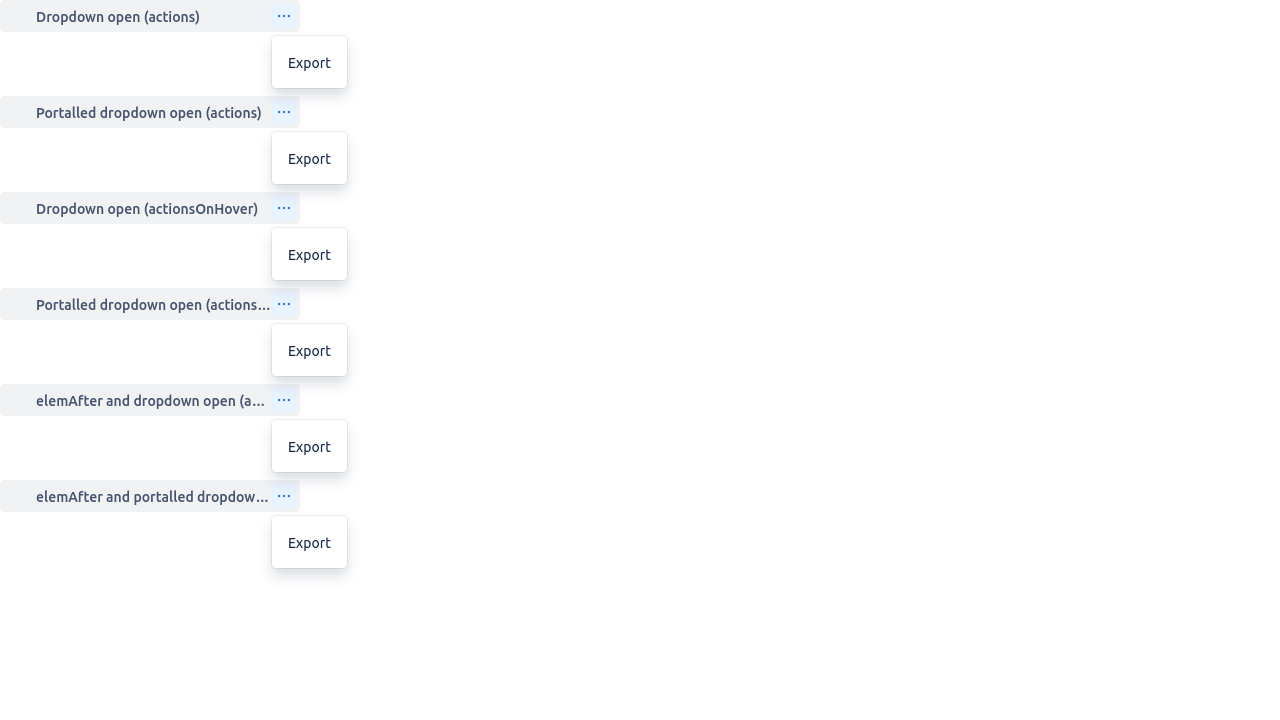 Dropdown open (actions)
Export
Portalled dropdown open (actions)
Export
Dropdown open (actionsOnHover)
Export
Portalled dropdown open (actions…
Export
elemAfter and dropdown open (a…
Export
elemAfter and portalled dropdow…
Export